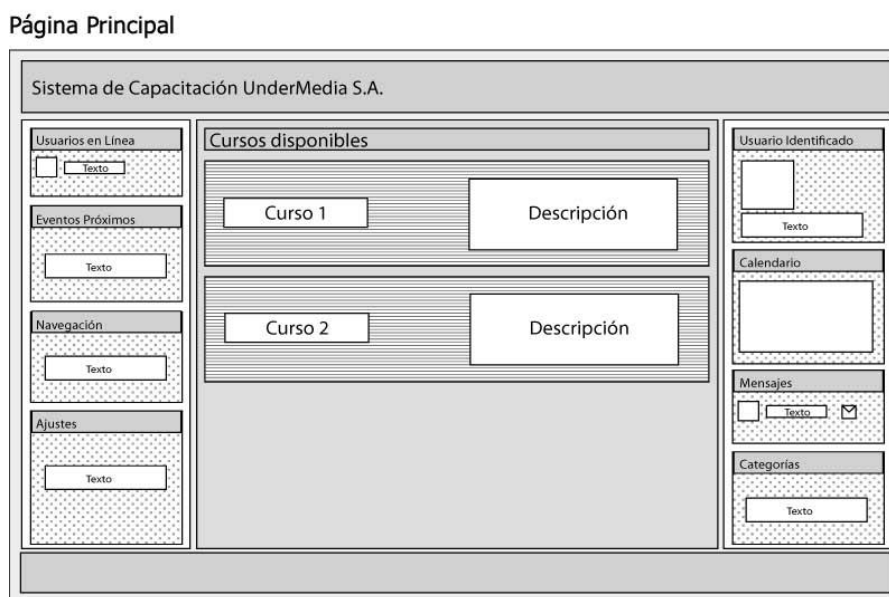 Página Principal
Sistema de Capacitación UnderMedia S.A.
Usuarios en Línea
Texto
Eventos Próximos
Texto
Navegación
Texto
Ajustes
Texto
Cursos disponibles
Curso 1
Descripción
Curso 2
Descripción
Usuario Identificado
Texto
Calendario
Mensajes
Texto
Categorías
Texto